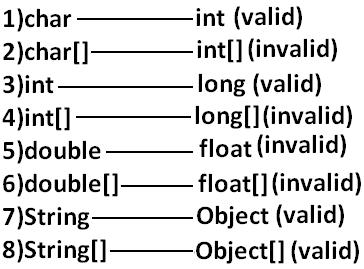 1)char int (valid)
2)char[] int[] (invalid)
3)int long (valid)
4)int[] long[] (invalid)
5)double float (invalid)
6)double[] float[] (invalid)
7)String Object (valid)
8)String[] Object[] (valid)